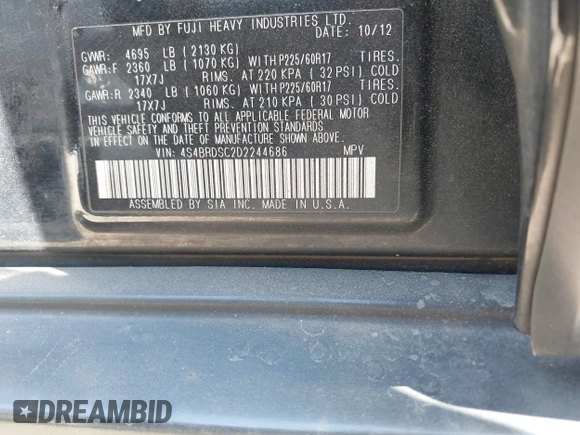 MFD BY FUJI HEAVY INDUSTRIES LTD.
DATE: 10/12
GVWR: 4695 LB (2130 KG)
GAWR:F 2360 LB (1070 KG) WITH P225/60R17 TIRES.
17X7J RIMS. AT 220 KPA (32 PSI) COLD
GAWR:R 2340 LB (1060 KG) WITH P225/60R17 TIRES.
17X7J RIMS. AT 210 KPA (30 PSI) COLD
THIS VEHICLE CONFORMS TO ALL APPLICABLE FEDERAL MOTOR
VEHICLE SAFETY AND THEFT PREVENTION STANDARDS
IN EFFECT ON THE DATE OF MANUFACTURE SHOWN ABOVE.
VIN: 4S4BRDSC2D2244686 MPV
ASSEMBLED BY SIA INC. MADE IN U.S.A.
DREAMBID